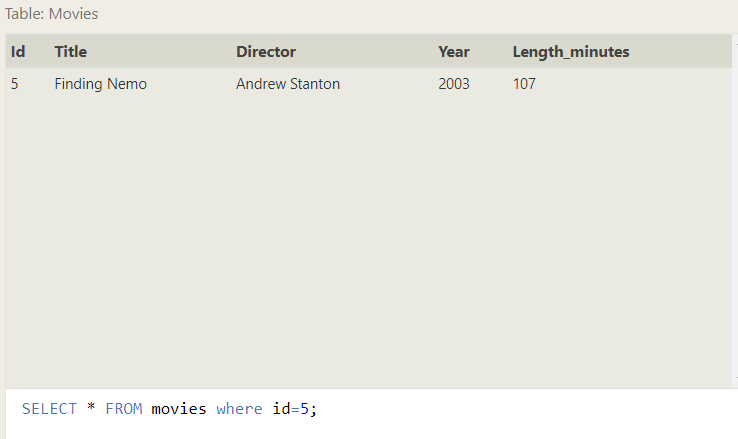 Table: Movies
Id Title Director Year Length_minutes
5 Finding Nemo Andrew Stanton 2003 107
SELECT * FROM movies where id=5;